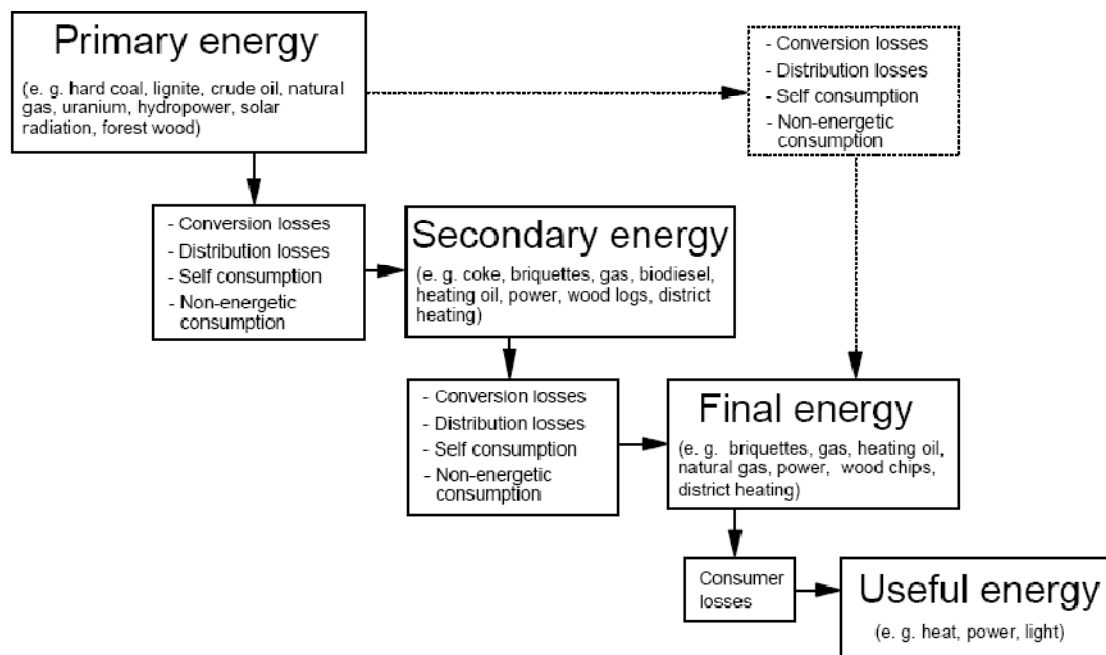 Primary energy
(e. g. hard coal, lignite, crude oil, natural
gas, uranium, hydropower, solar
radiation, forest wood)
- Conversion losses
- Distribution losses
- Self consumption
- Non-energetic
consumption
- Conversion losses
- Distribution losses
- Self consumption
- Non-energetic
consumption
Secondary energy
(e. g. coke, briquettes, gas, biodiesel,
heating oil, power, wood logs, district
heating)
- Conversion losses
- Distribution losses
- Self consumption
- Non-energetic
consumption
Final energy
(e. g. briquettes, gas, heating oil,
natural gas, power, wood chips,
district heating)
Consumer
losses
Useful energy
(e. g. heat, power, light)